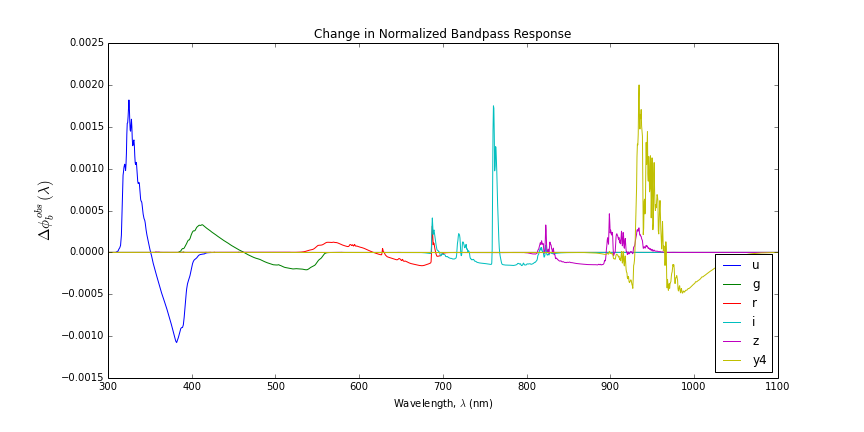 Change in Normalized Bandpass Response
0.0025
0.0020
0.0015
0.0010
0.0005
0.0000
−0.0005
−0.0010
−0.0015
Δϕ_b^{obs}(λ)
300 400 500 600 700 800 900 1000 1100
Wavelength, λ (nm)
u
g
r
i
z
y4